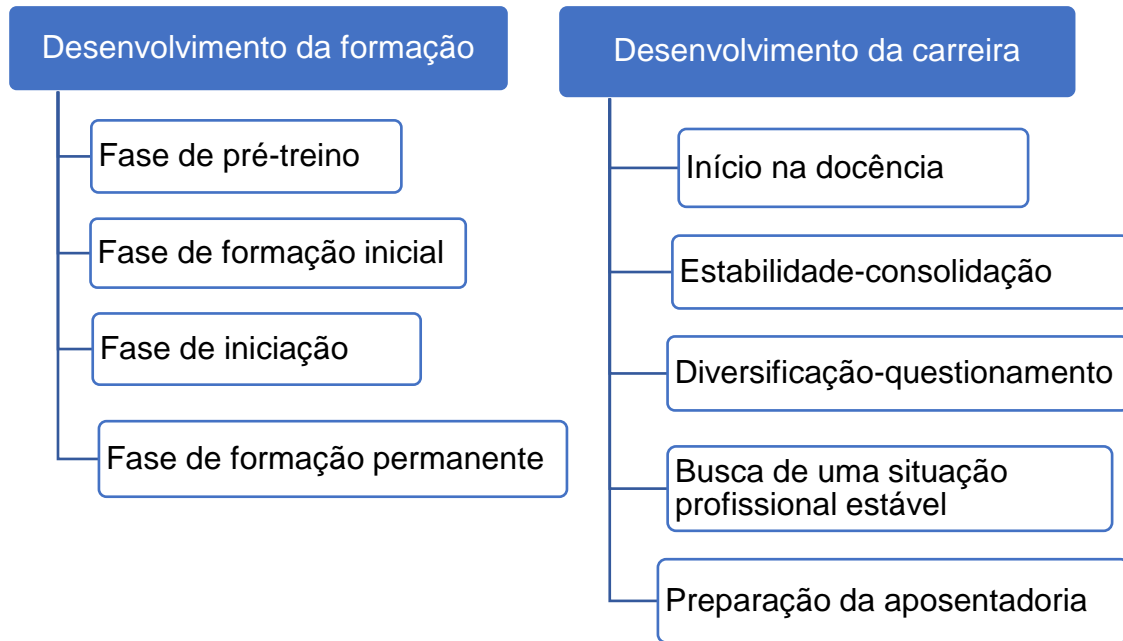 Desenvolvimento da formação
Fase de pré-treino
Fase de formação inicial
Fase de iniciação
Fase de formação permanente
Desenvolvimento da carreira
Início na docência
Estabilidade-consolidação
Diversificação-questionamento
Busca de uma situação
profissional estável
Preparação da aposentadoria